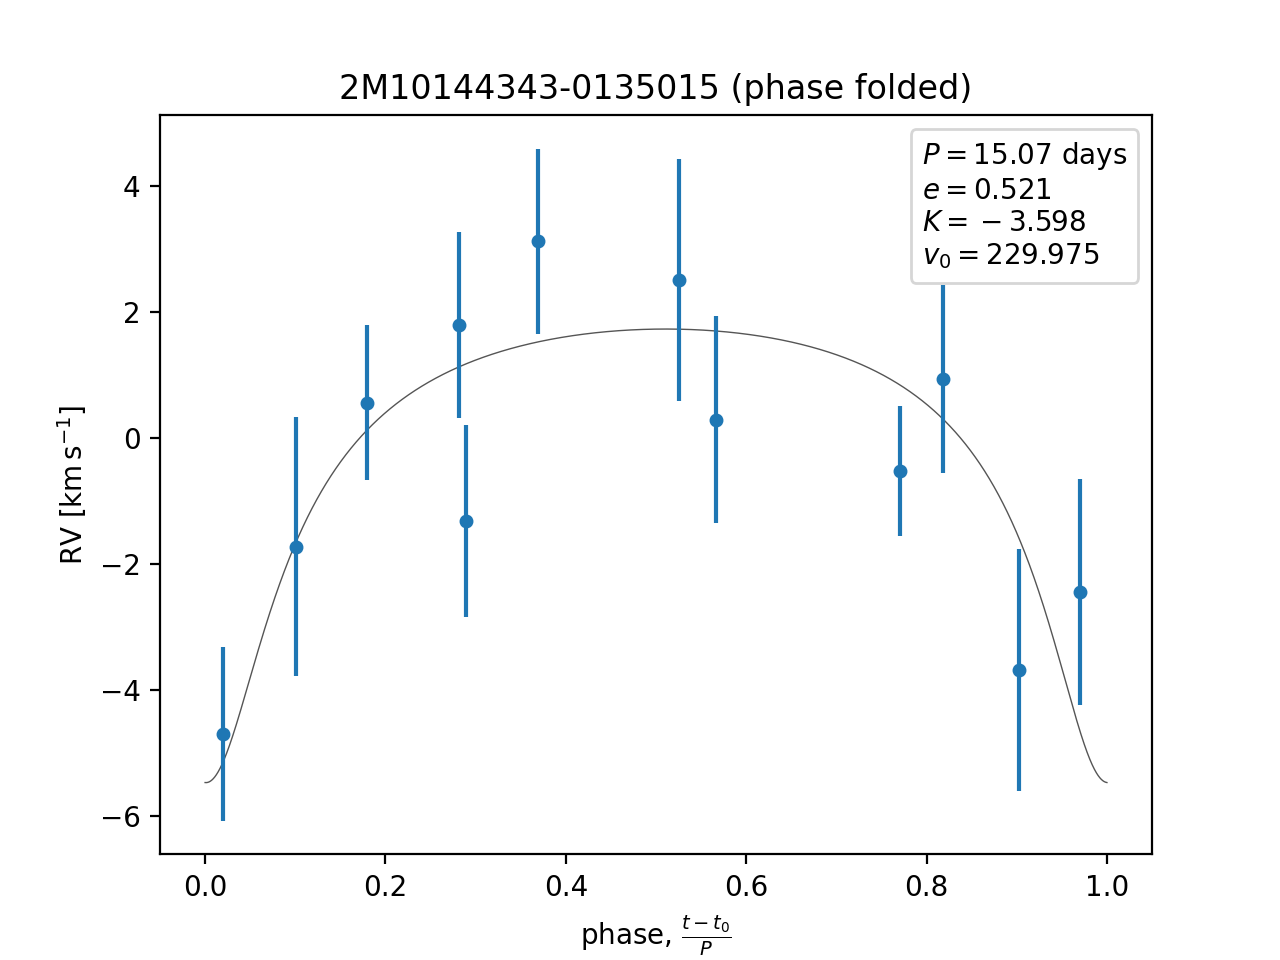 2M10144343-0135015 (phase folded)
P = 15.07 days
e = 0.521
K = −3.598
v₀ = 229.975
RV [km s⁻¹]
4
2
0
−2
−4
−6
0.0 0.2 0.4 0.6 0.8 1.0
phase, (t − t₀)/P